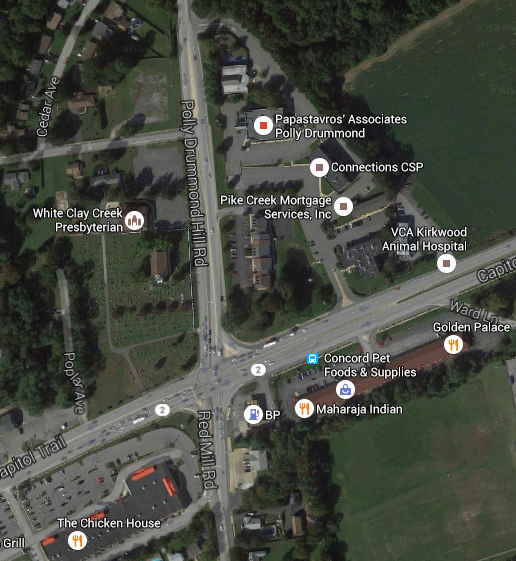 Cedar Ave
Polly Drummond Hill Rd
Papastavros' Associates
Polly Drummond
Connections CSP
Pike Creek Mortgage
Services, Inc
White Clay Creek
Presbyterian
VCA Kirkwood
Animal Hospital
Capito
Ward Ln
Golden Palace
Poplar Ave
2
Concord Pet
Foods & Supplies
2
BP
Maharaja Indian
Red Mill Rd
apitol Trail
The Chicken House
Grill